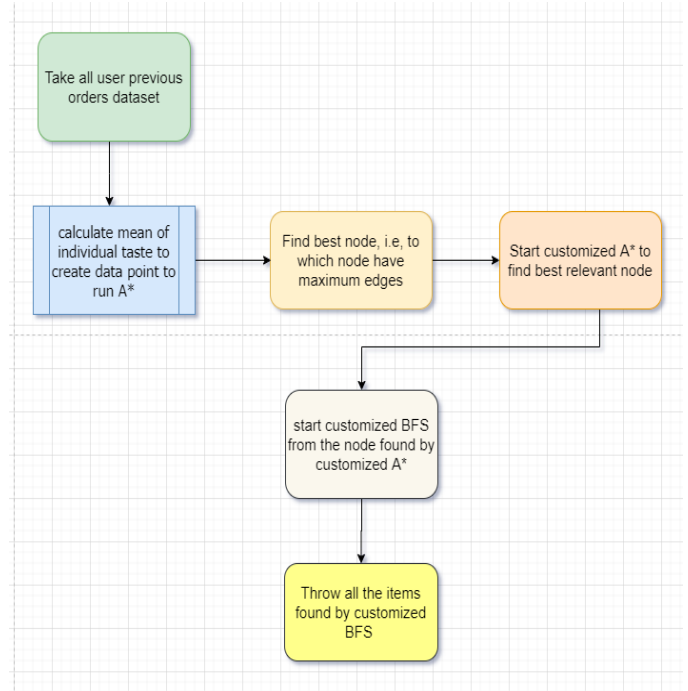 Take all user previous
orders dataset
calculate mean of
individual taste to
create data point to
run A*
Find best node, i.e, to
which node have
maximum edges
Start customized A* to
find best relevant node
start customized BFS
from the node found by
customized A*
Throw all the items
found by customized
BFS